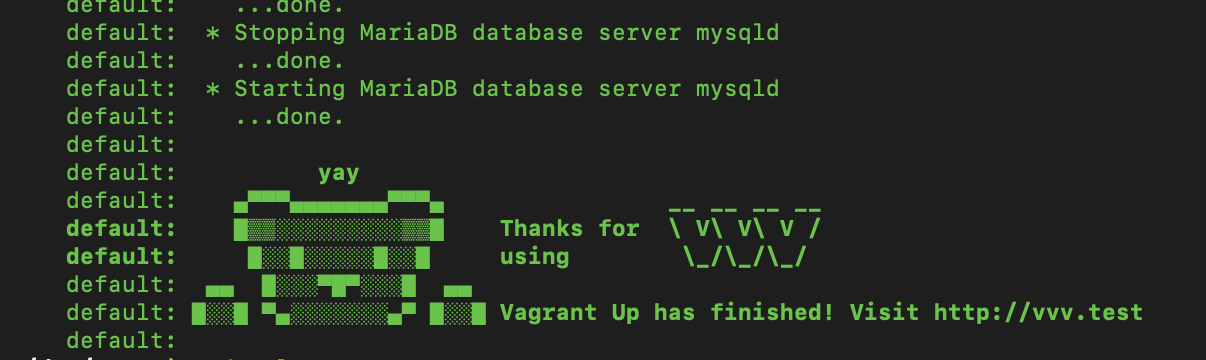 default: ...done.
default: * Stopping MariaDB database server mysqld
default: ...done.
default: * Starting MariaDB database server mysqld
default: ...done.
default:
default: yay
default: ▄▀▀▀▄▄▄▄▄▄▄▀▀▀▄ __ __ __ __
default: █▒▒░░░░░░░░░▒▒█ Thanks for \ V\ V\ V /
default: █░░█░░░░░█░░█ using \_/\_/\_/
default: ▄▄ █░░░▀█▀░░░█ ▄▄
default: █░░█ ▀▄░░░░░░░▄▀ █░░█ Vagrant Up has finished! Visit http://vvv.test
default: